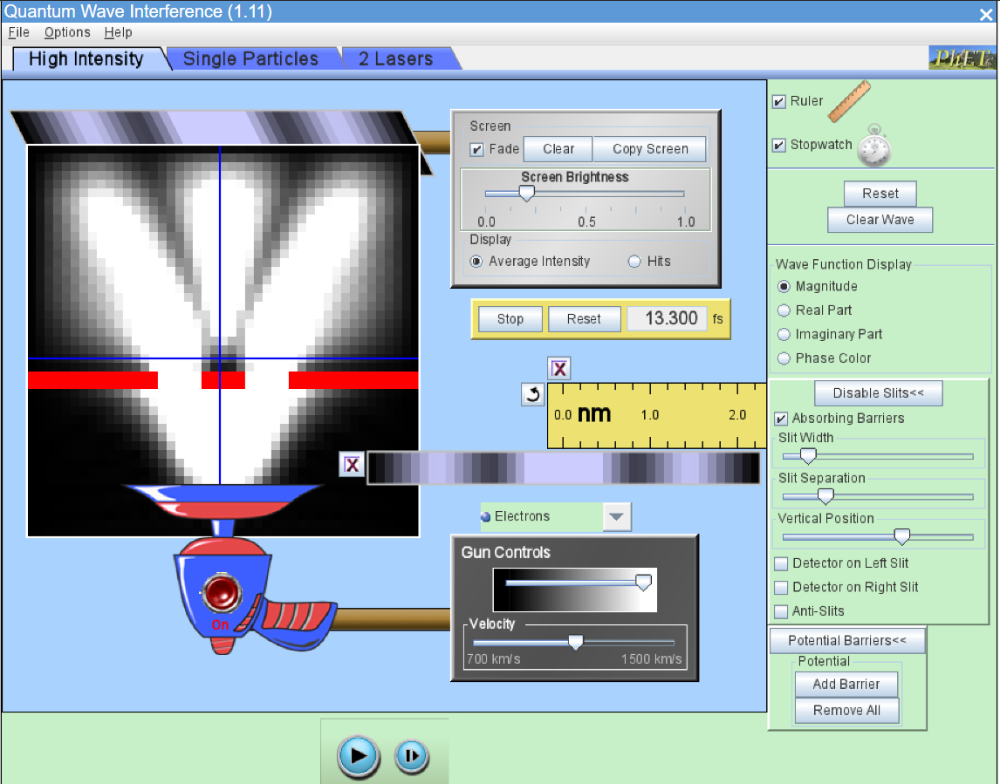 Quantum Wave Interference (1.11)
File Options Help
High Intensity Single Particles 2 Lasers PhET
Ruler
Stopwatch
Reset
Clear Wave
Screen
Fade Clear Copy Screen
Screen Brightness
0.0 0.5 1.0
Display
Average Intensity Hits
Stop Reset 13.300 fs
X
0.0 nm 1.0 2.0
X
Electrons
Gun Controls
Velocity
700 km/s 1500 km/s
On
Wave Function Display
Magnitude
Real Part
Imaginary Part
Phase Color
Disable Slits<<
Absorbing Barriers
Slit Width
Slit Separation
Vertical Position
Detector on Left Slit
Detector on Right Slit
Anti-Slits
Potential Barriers<<
Potential
Add Barrier
Remove All